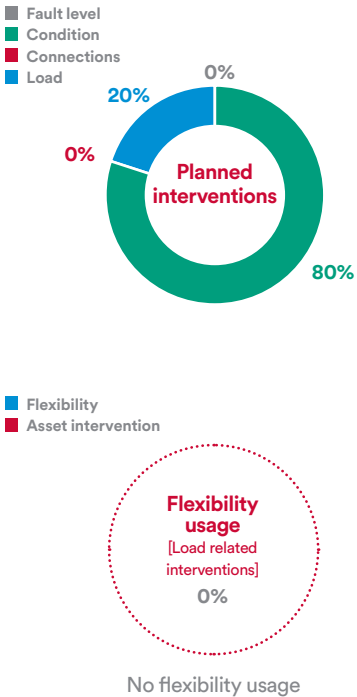 Fault level
Condition
Connections
Load
0%
20%
0%
Planned
interventions
80%
Flexibility
Asset intervention
Flexibility
usage
[Load related
interventions]
0%
No flexibility usage